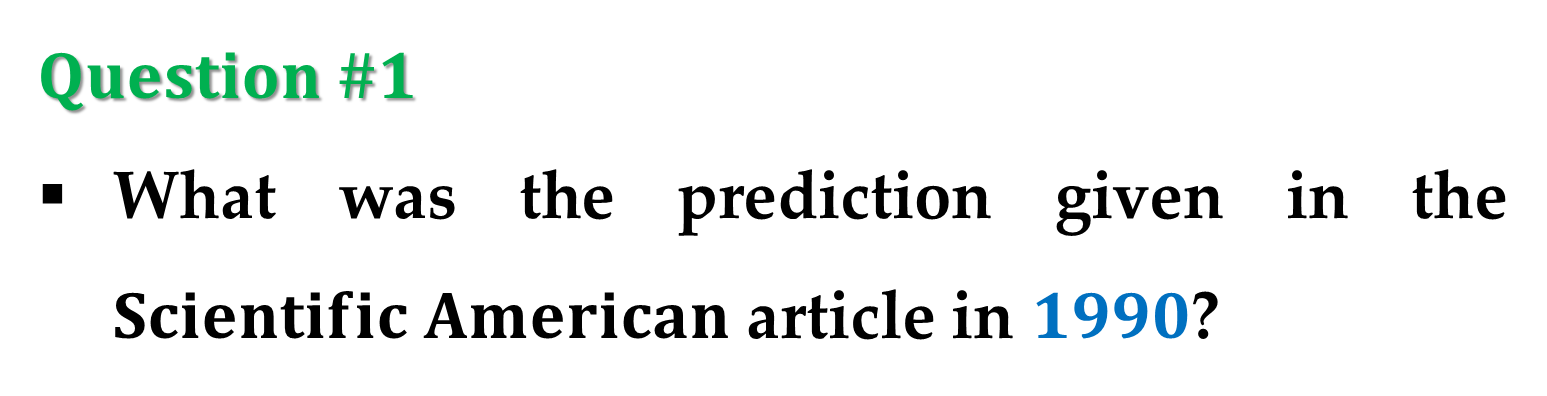 Question #1
▪ What was the prediction given in the
Scientific American article in 1990?